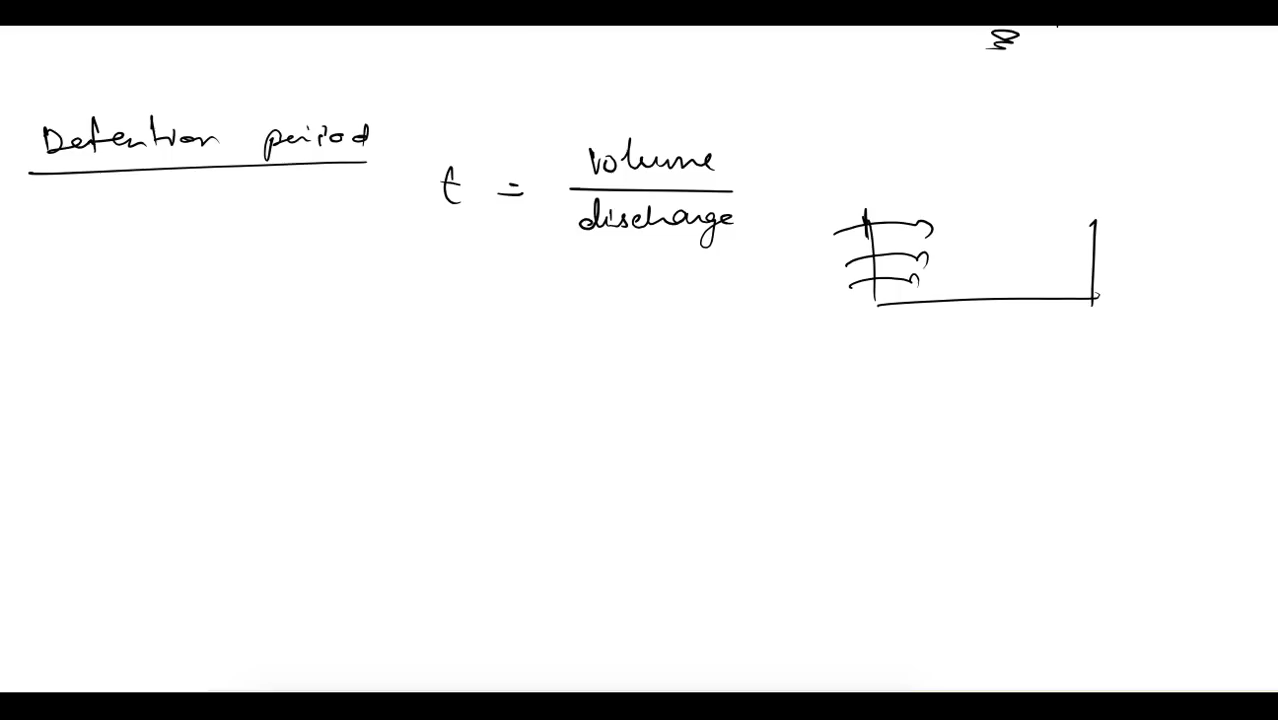 Detention period
t = volume / discharge